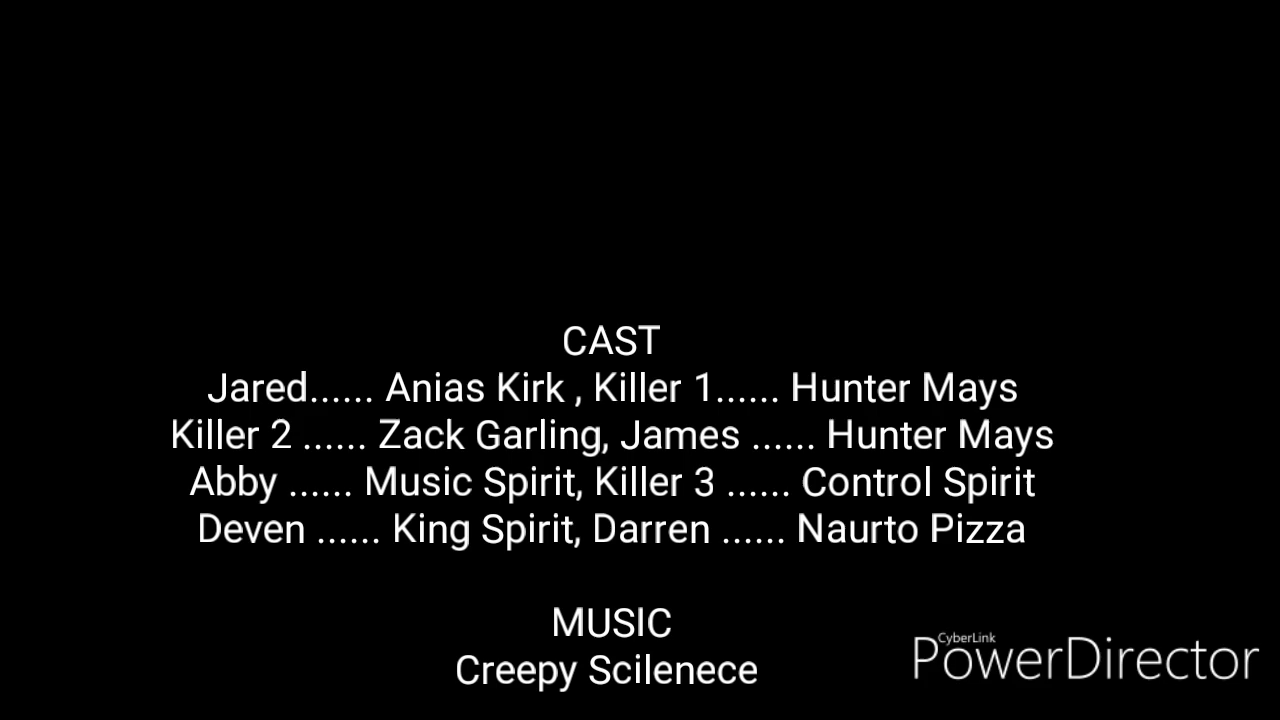 CAST
Jared...... Anias Kirk , Killer 1...... Hunter Mays
Killer 2 ...... Zack Garling, James ...... Hunter Mays
Abby ...... Music Spirit, Killer 3 ...... Control Spirit
Deven ...... King Spirit, Darren ...... Naurto Pizza
MUSIC
Creepy Scilenece
CyberLink
PowerDirector